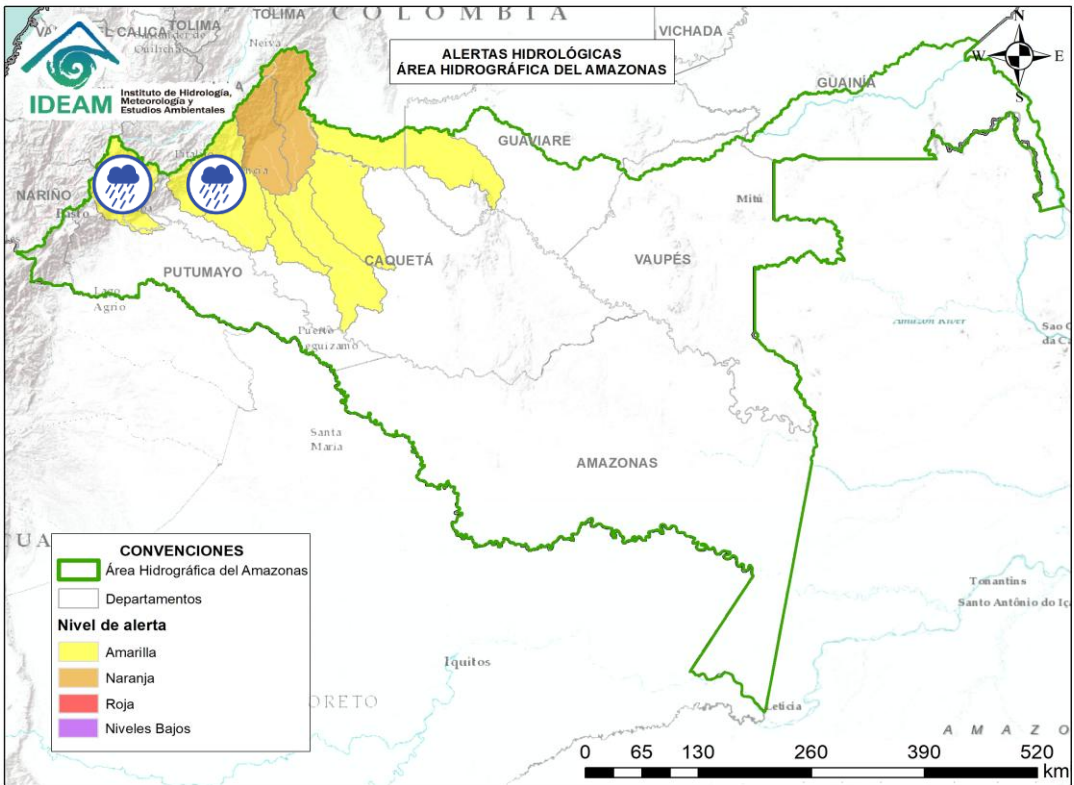 COLOMBIA
TOLIMA
TOLIMA
CAUCA
Neiva
VICHADA
ALERTAS HIDROLÓGICAS
ÁREA HIDROGRÁFICA DEL AMAZONAS
N
W
E
S
IDEAM
Instituto de Hidrología,
Meteorología y
Estudios Ambientales
GUAINÍA
GUAVIARE
NARIÑO
Mitú
CAQUETÁ
VAUPÉS
PUTUMAYO
Lago
Agrio
Amazon River
Puerto
Santa
Maria
AMAZONAS
CONVENCIONES
Área Hidrográfica del Amazonas
Departamentos
Nivel de alerta
Amarilla
Naranja
Roja
Niveles Bajos
Tonantins
Santo Antônio do Iç
Iquitos
ORETO
Leticia
A M A Z O
0 65 130 260 390 520
km